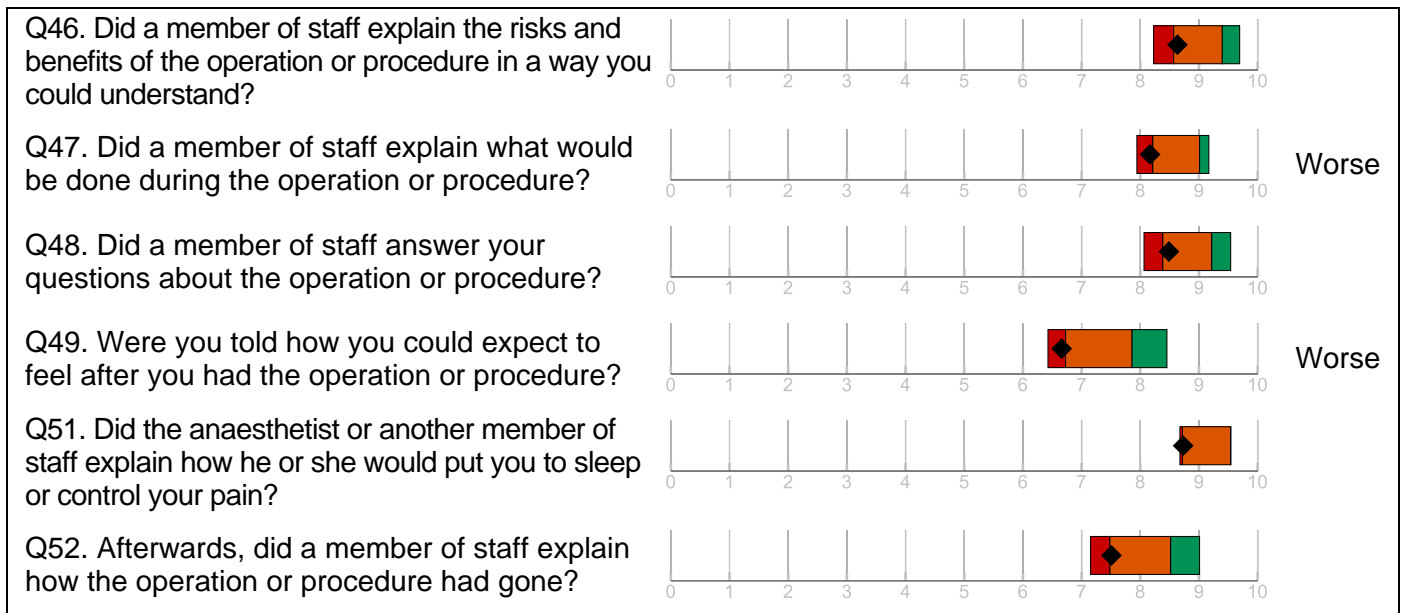 Q46. Did a member of staff explain the risks and
benefits of the operation or procedure in a way you
could understand?
0 1 2 3 4 5 6 7 8 9 10
Q47. Did a member of staff explain what would
be done during the operation or procedure?
Worse
0 1 2 3 4 5 6 7 8 9 10
Q48. Did a member of staff answer your
questions about the operation or procedure?
0 1 2 3 4 5 6 7 8 9 10
Q49. Were you told how you could expect to
feel after you had the operation or procedure?
Worse
0 1 2 3 4 5 6 7 8 9 10
Q51. Did the anaesthetist or another member of
staff explain how he or she would put you to sleep
or control your pain?
0 1 2 3 4 5 6 7 8 9 10
Q52. Afterwards, did a member of staff explain
how the operation or procedure had gone?
0 1 2 3 4 5 6 7 8 9 10